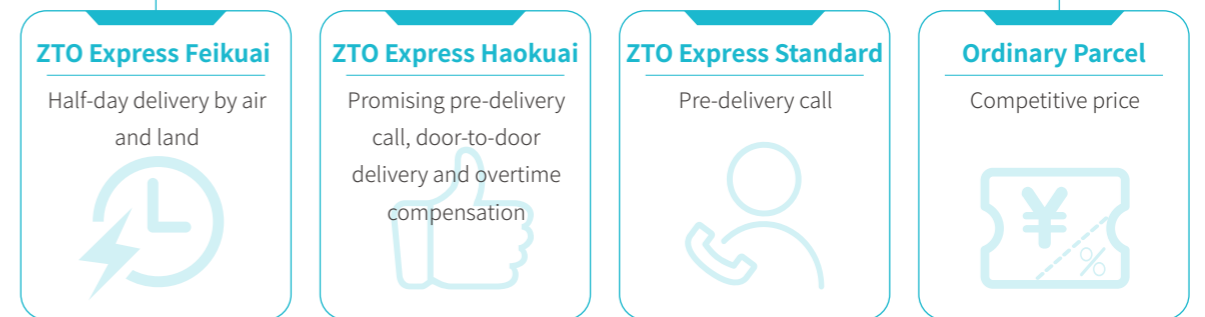 ZTO Express Feikuai
Half-day delivery by air
and land
ZTO Express Haokuai
Promising pre-delivery
call, door-to-door
delivery and overtime
compensation
ZTO Express Standard
Pre-delivery call
Ordinary Parcel
Competitive price
¥
%